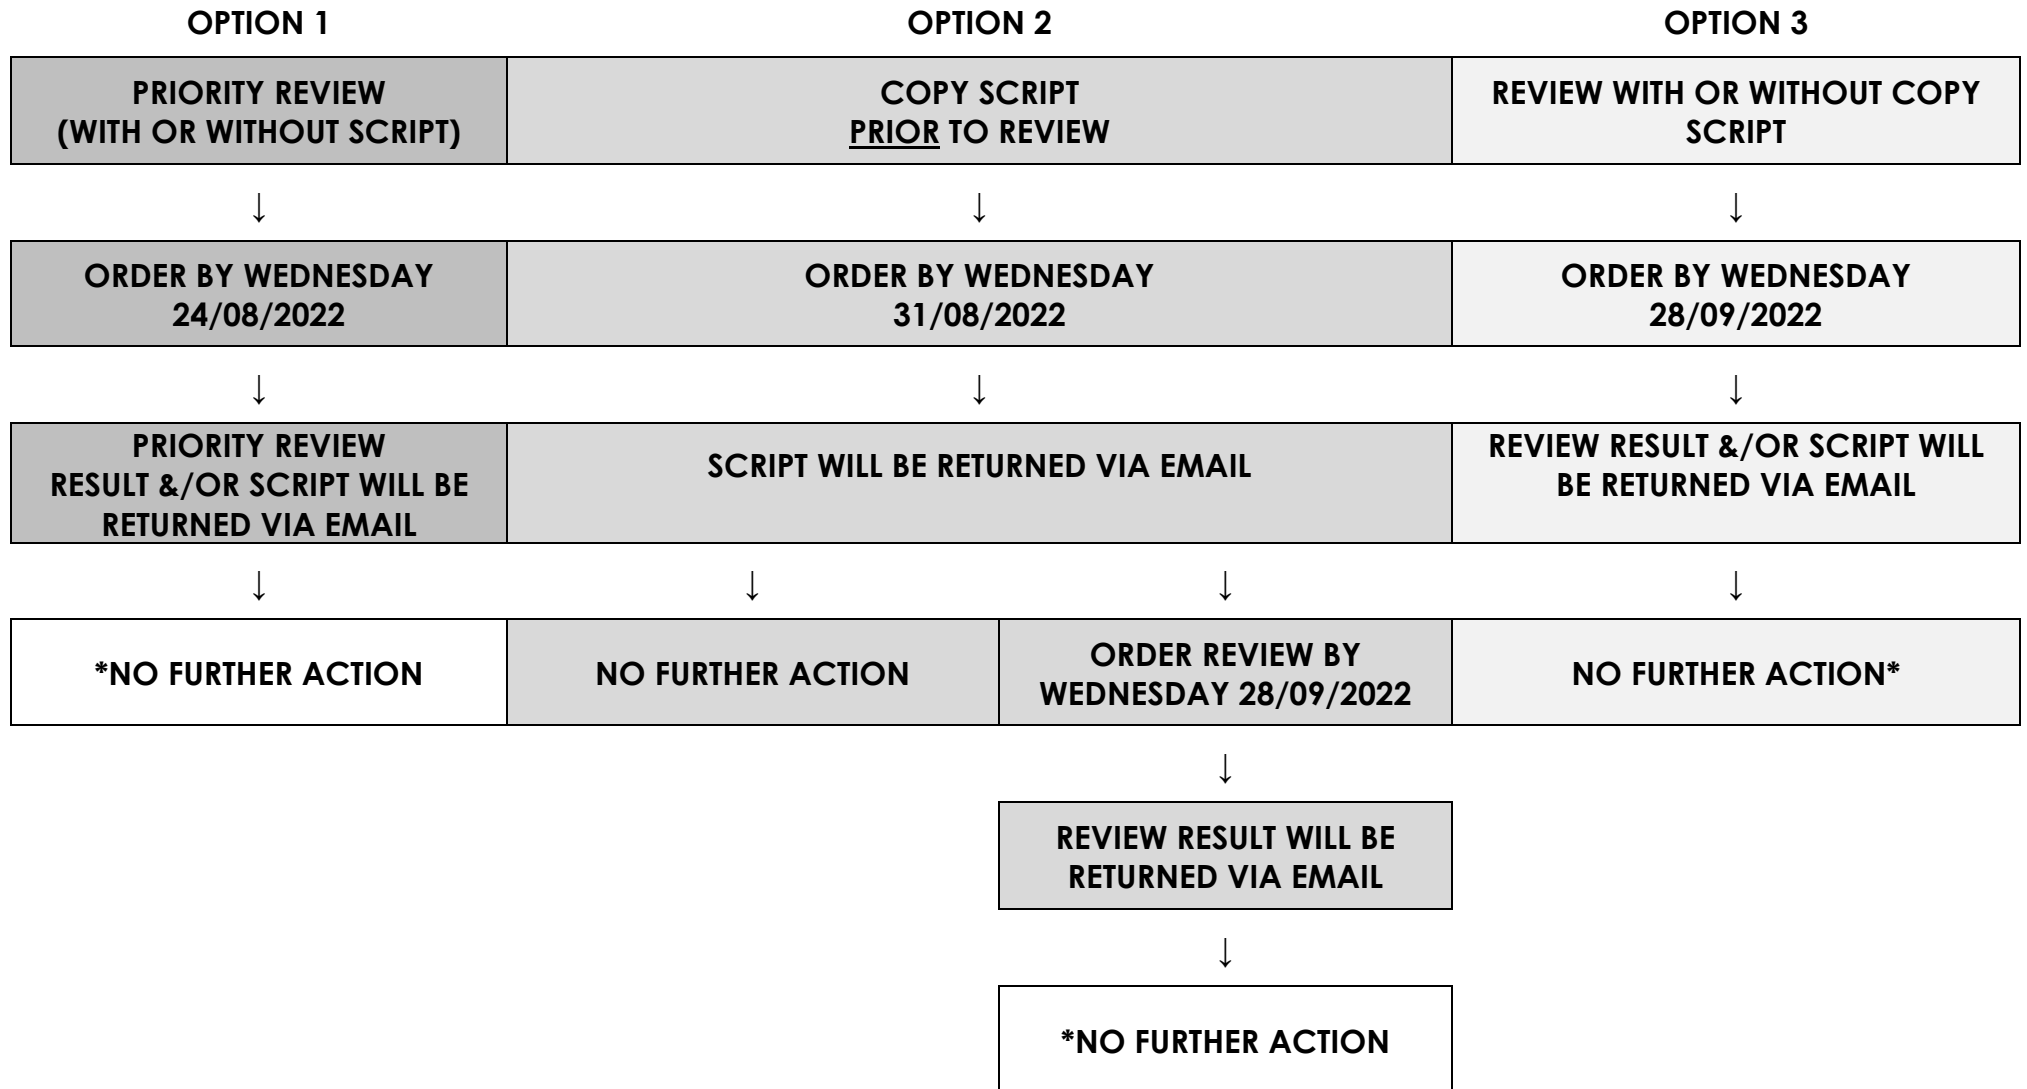 OPTION 1
OPTION 2
OPTION 3
PRIORITY REVIEW
(WITH OR WITHOUT SCRIPT)
COPY SCRIPT
PRIOR TO REVIEW
REVIEW WITH OR WITHOUT COPY
SCRIPT
↓
↓
↓
ORDER BY WEDNESDAY
24/08/2022
ORDER BY WEDNESDAY
31/08/2022
ORDER BY WEDNESDAY
28/09/2022
↓
↓
↓
PRIORITY REVIEW
RESULT &/OR SCRIPT WILL BE
RETURNED VIA EMAIL
SCRIPT WILL BE RETURNED VIA EMAIL
REVIEW RESULT &/OR SCRIPT WILL
BE RETURNED VIA EMAIL
↓
↓
↓
↓
*NO FURTHER ACTION
NO FURTHER ACTION
ORDER REVIEW BY
WEDNESDAY 28/09/2022
NO FURTHER ACTION*
↓
REVIEW RESULT WILL BE
RETURNED VIA EMAIL
↓
*NO FURTHER ACTION